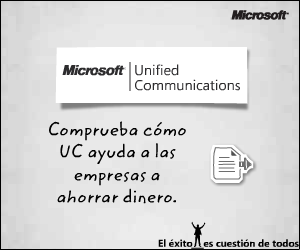 Microsoft
Microsoft | Unified
Communications
Comprueba cómo
UC ayuda a las
empresas a
ahorrar dinero.
El éxito es cuestión de todos